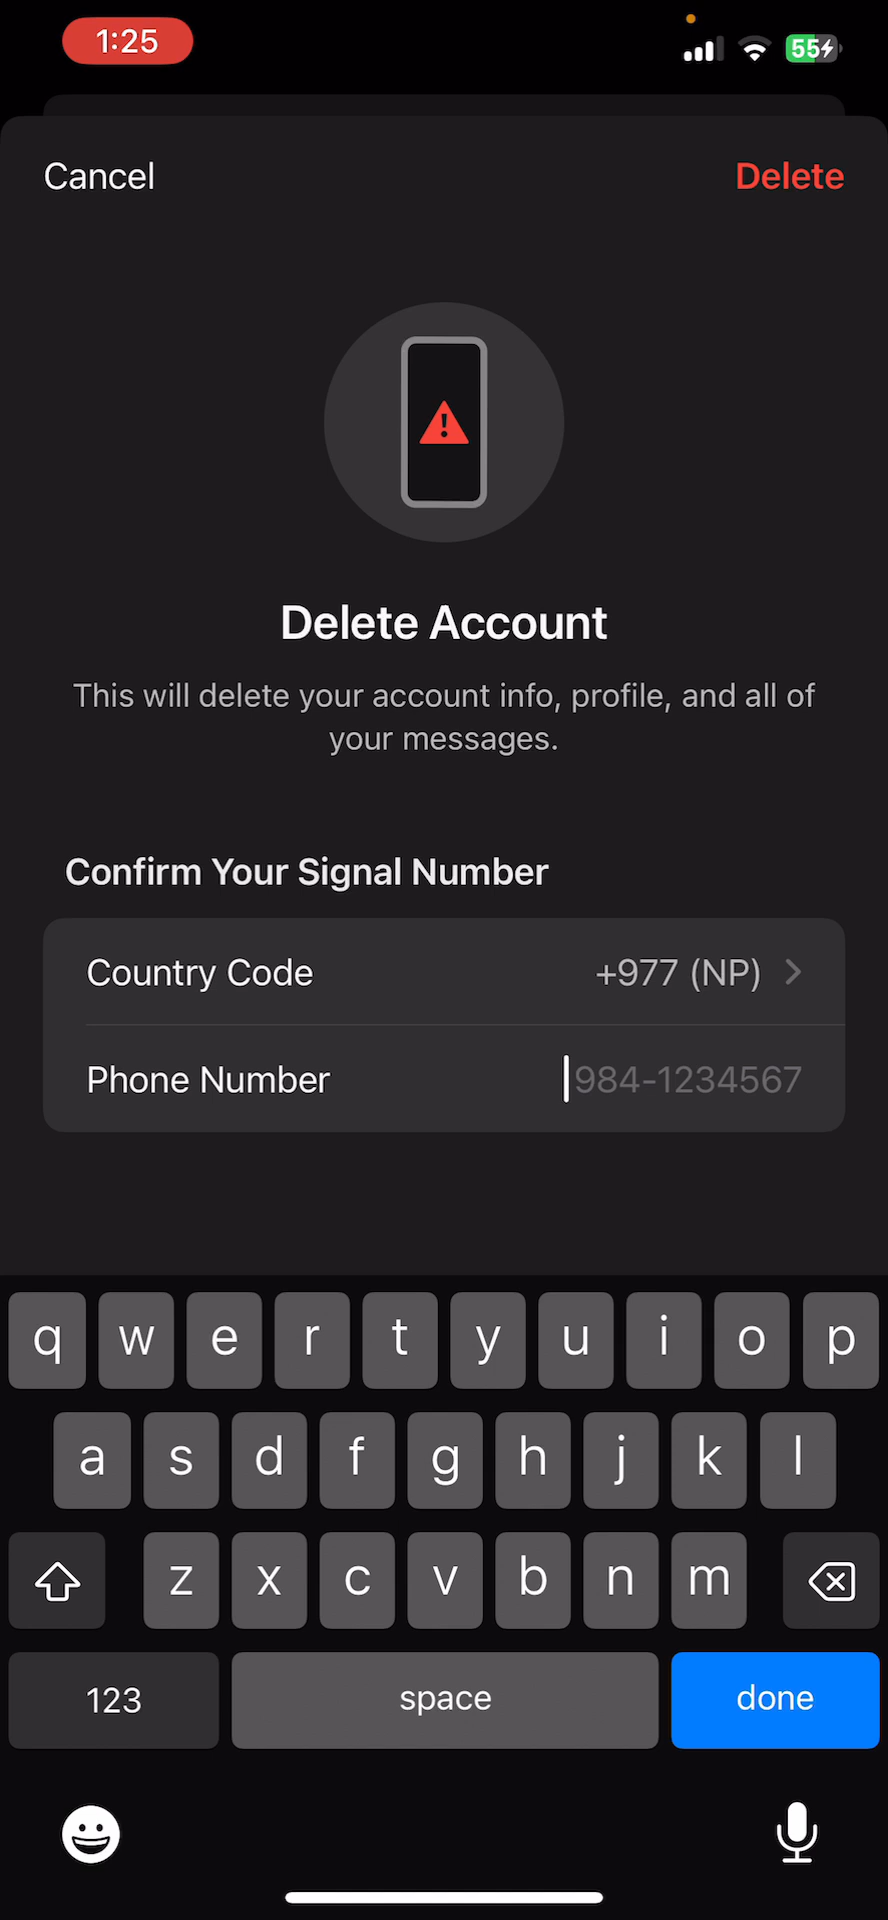 1:25
55
Cancel
Delete
Delete Account
This will delete your account info, profile, and all of
your messages.
Confirm Your Signal Number
Country Code +977 (NP)
Phone Number 984-1234567
q w e r t y u i o p
a s d f g h j k l
z x c v b n m
123 space done